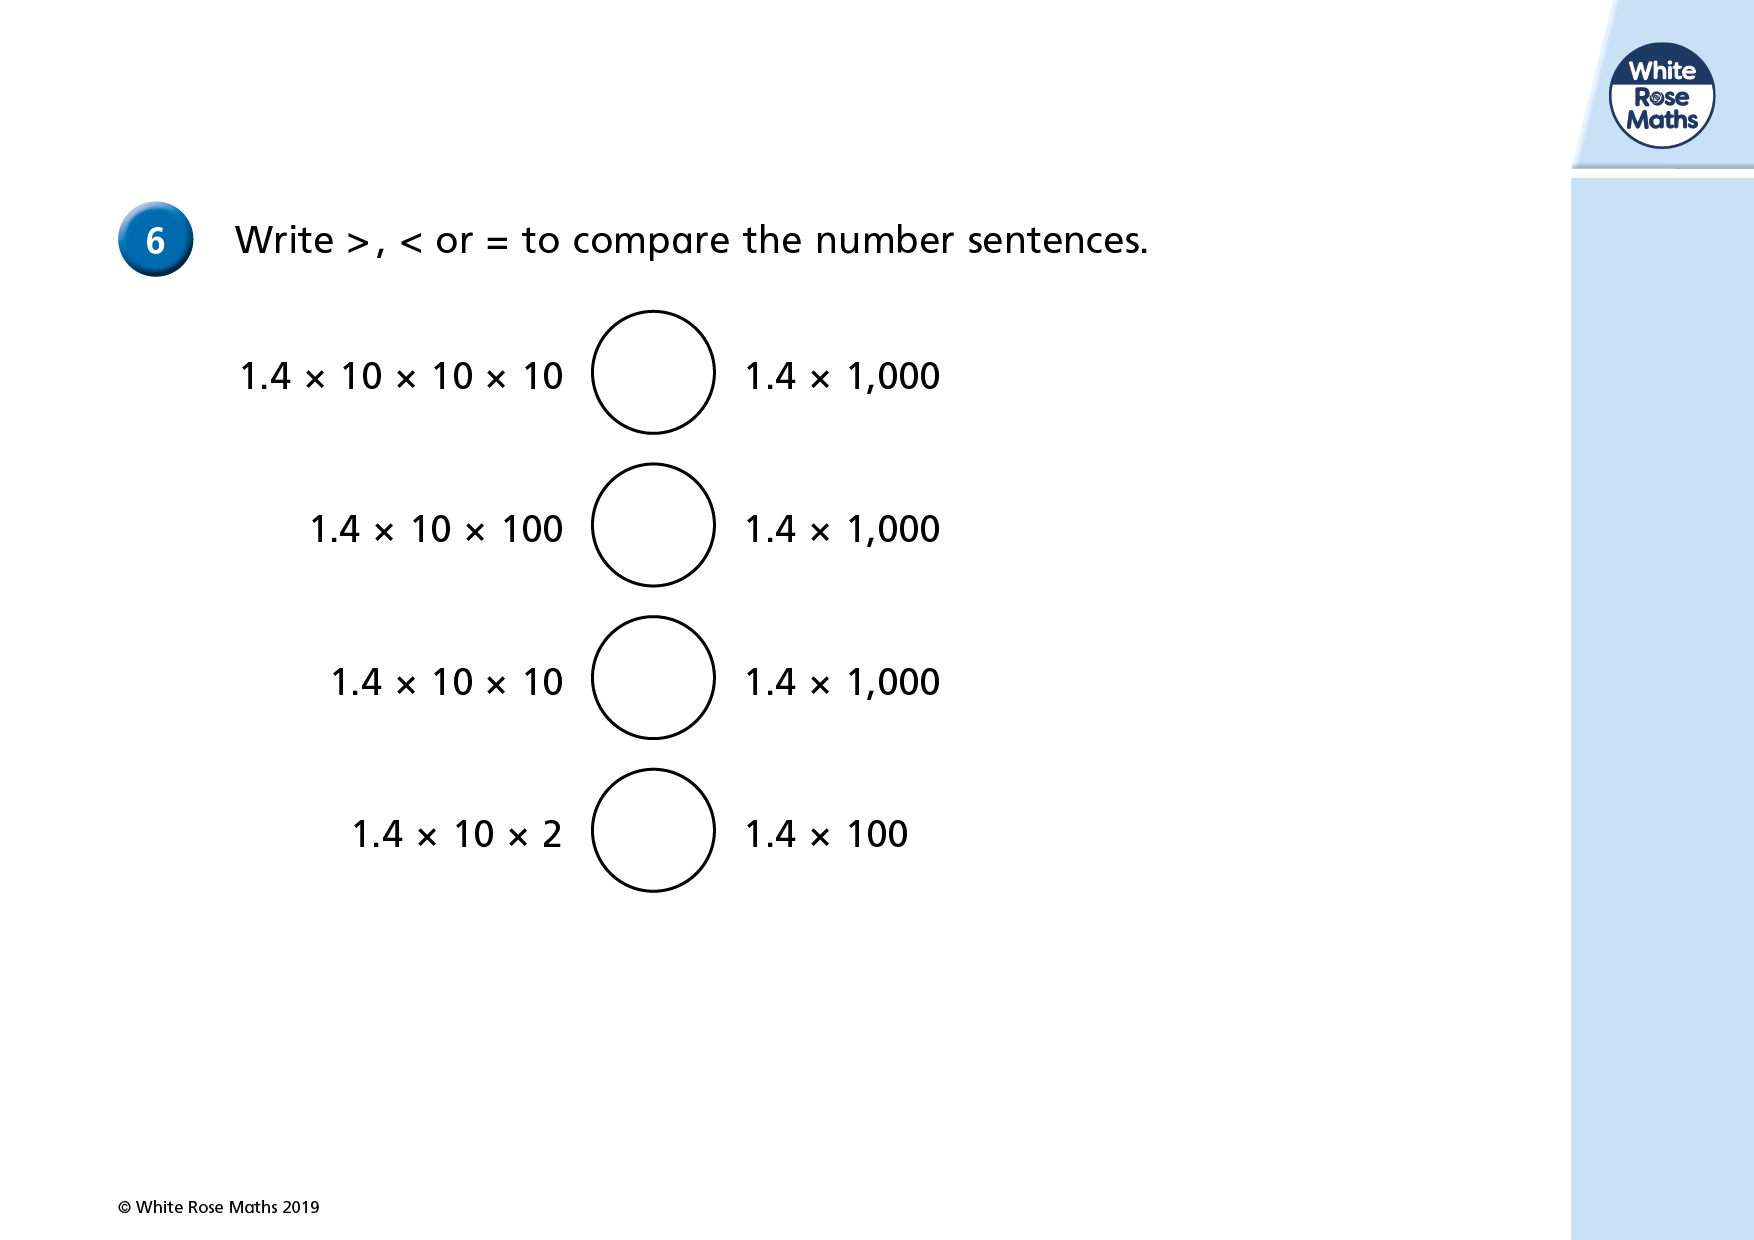 White
Rose
Maths
6 Write >, < or = to compare the number sentences.
1.4 × 10 × 10 × 10 1.4 × 1,000
1.4 × 10 × 100 1.4 × 1,000
1.4 × 10 × 10 1.4 × 1,000
1.4 × 10 × 2 1.4 × 100
© White Rose Maths 2019